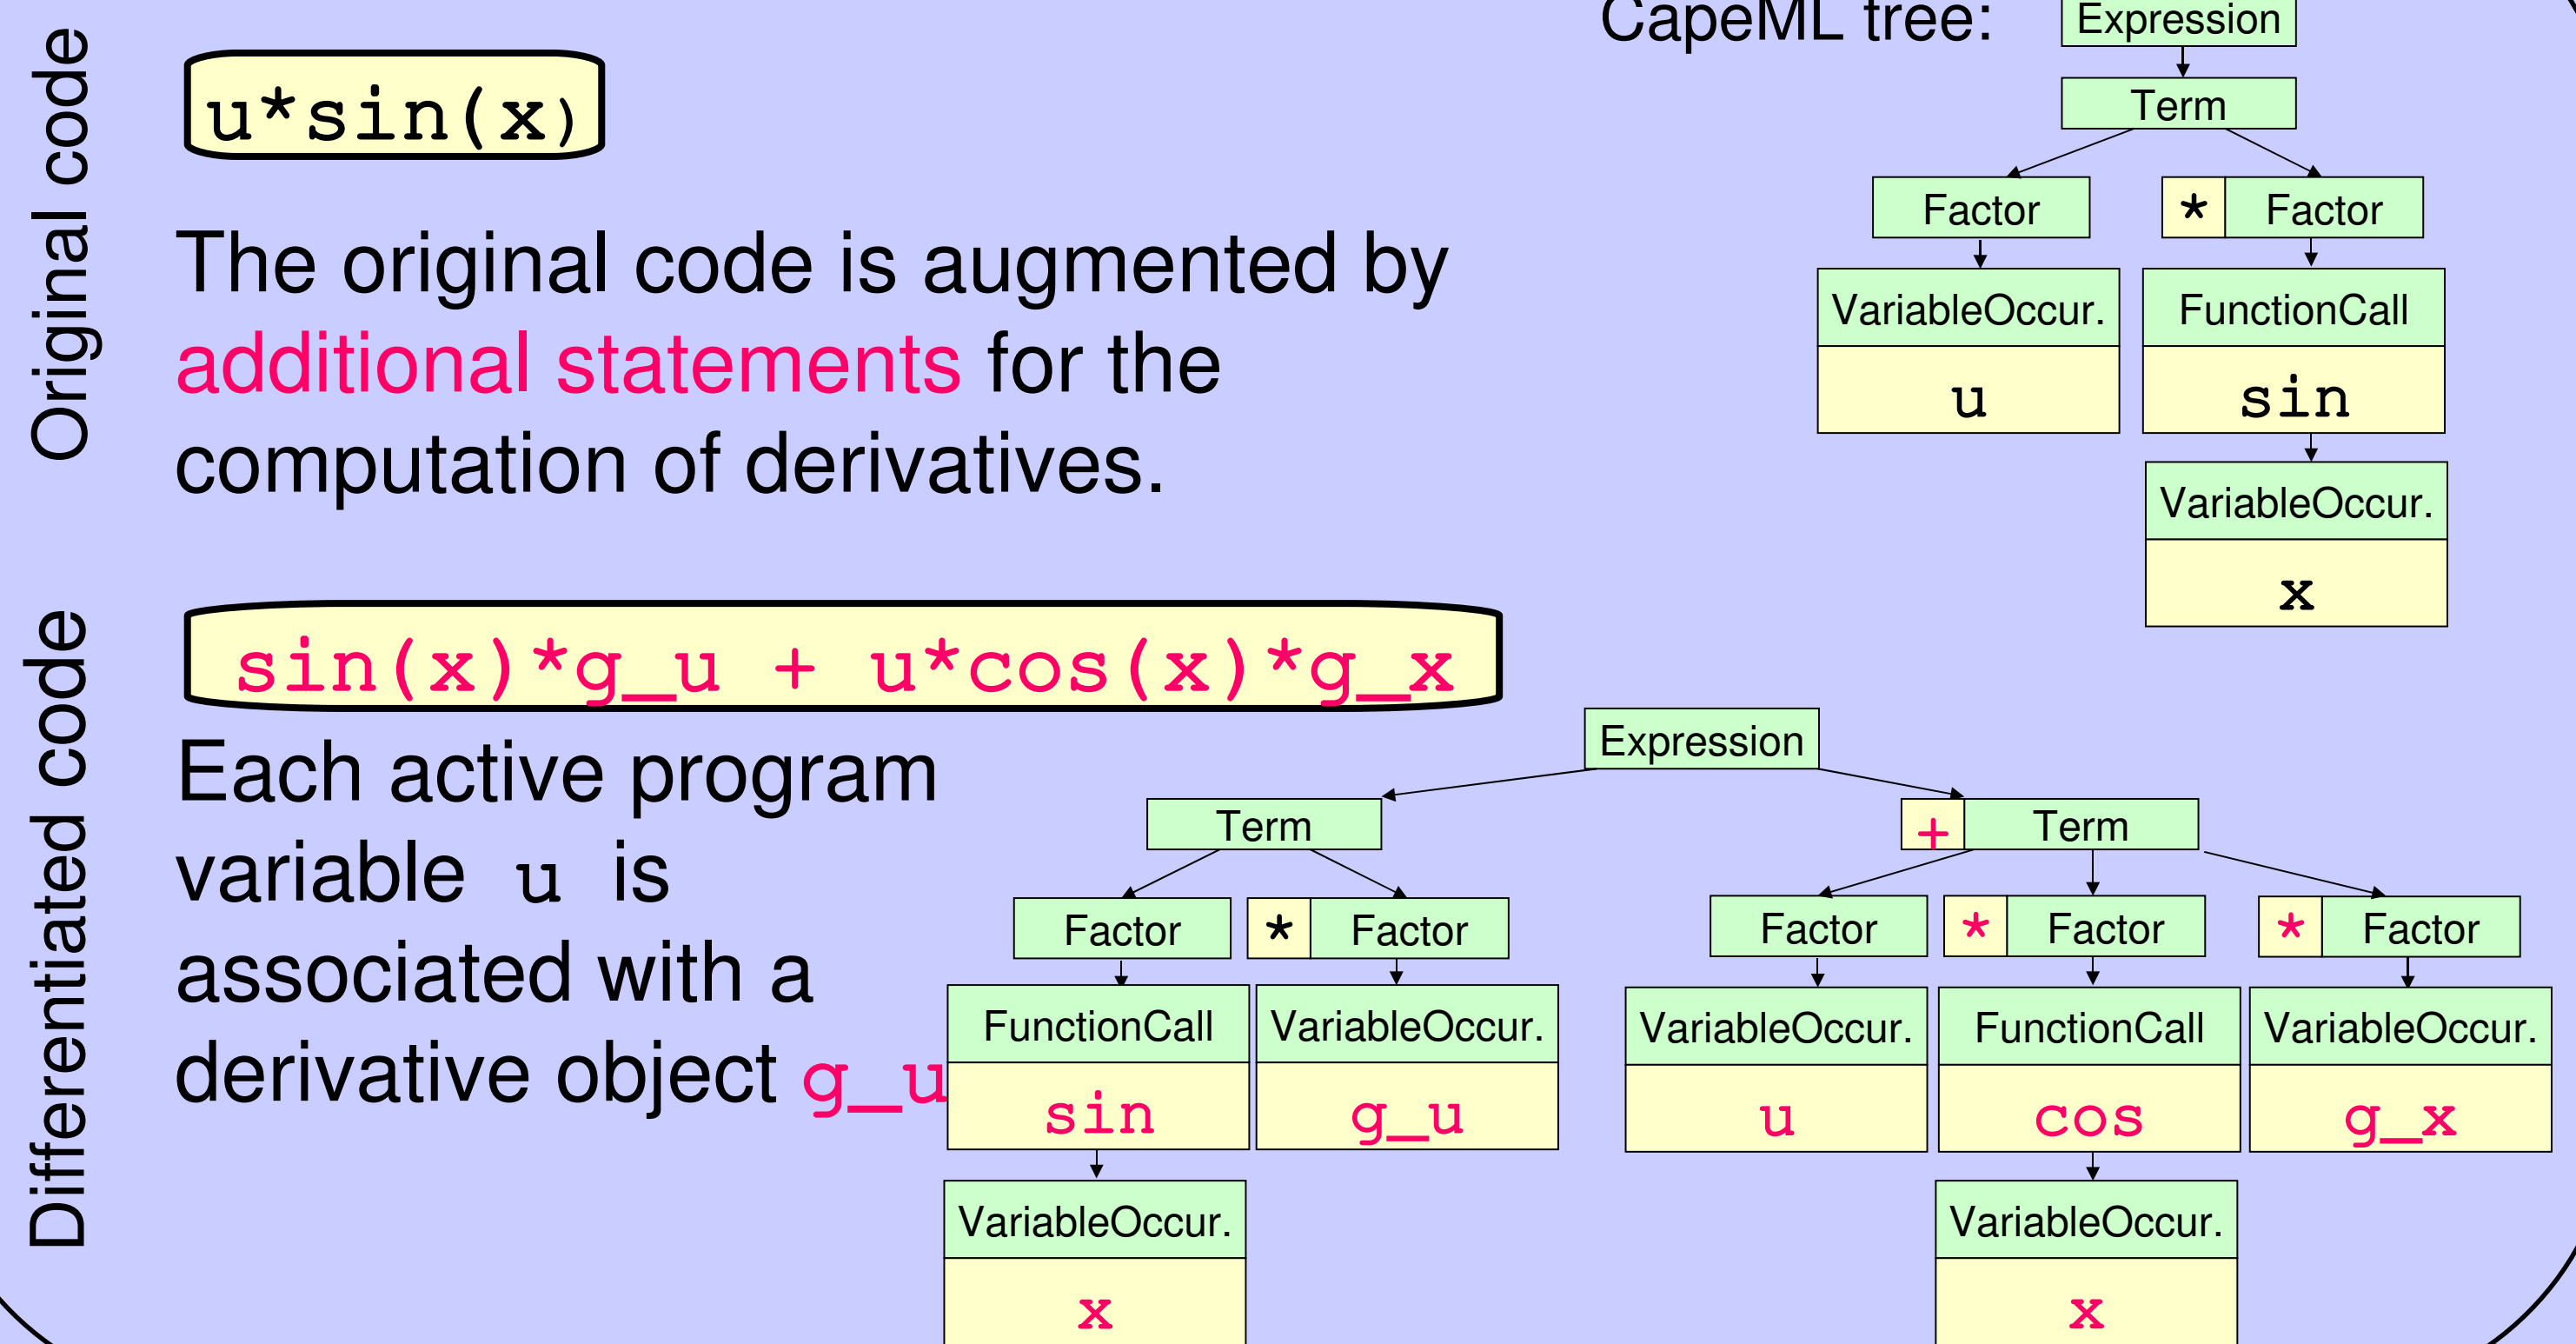 Original code
u*sin(x)
The original code is augmented by
additional statements for the
computation of derivatives.
CapeML tree:
Expression
Term
Factor
* Factor
VariableOccur.
FunctionCall
u
sin
VariableOccur.
x
Differentiated code
sin(x)*g_u + u*cos(x)*g_x
Each active program
variable u is
associated with a
derivative object g_u
Expression
Term
+ Term
Factor
* Factor
Factor
* Factor
* Factor
FunctionCall
VariableOccur.
VariableOccur.
FunctionCall
VariableOccur.
sin
g_u
u
cos
g_x
VariableOccur.
VariableOccur.
x
x